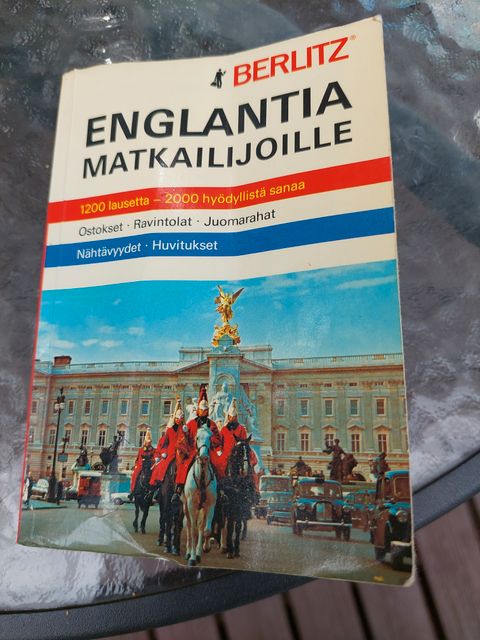 BERLITZ®
ENGLANTIA
MATKAILIJOILLE
1200 lausetta – 2000 hyödyllistä sanaa
Ostokset · Ravintolat · Juomarahat
Nähtävyydet · Huvitukset